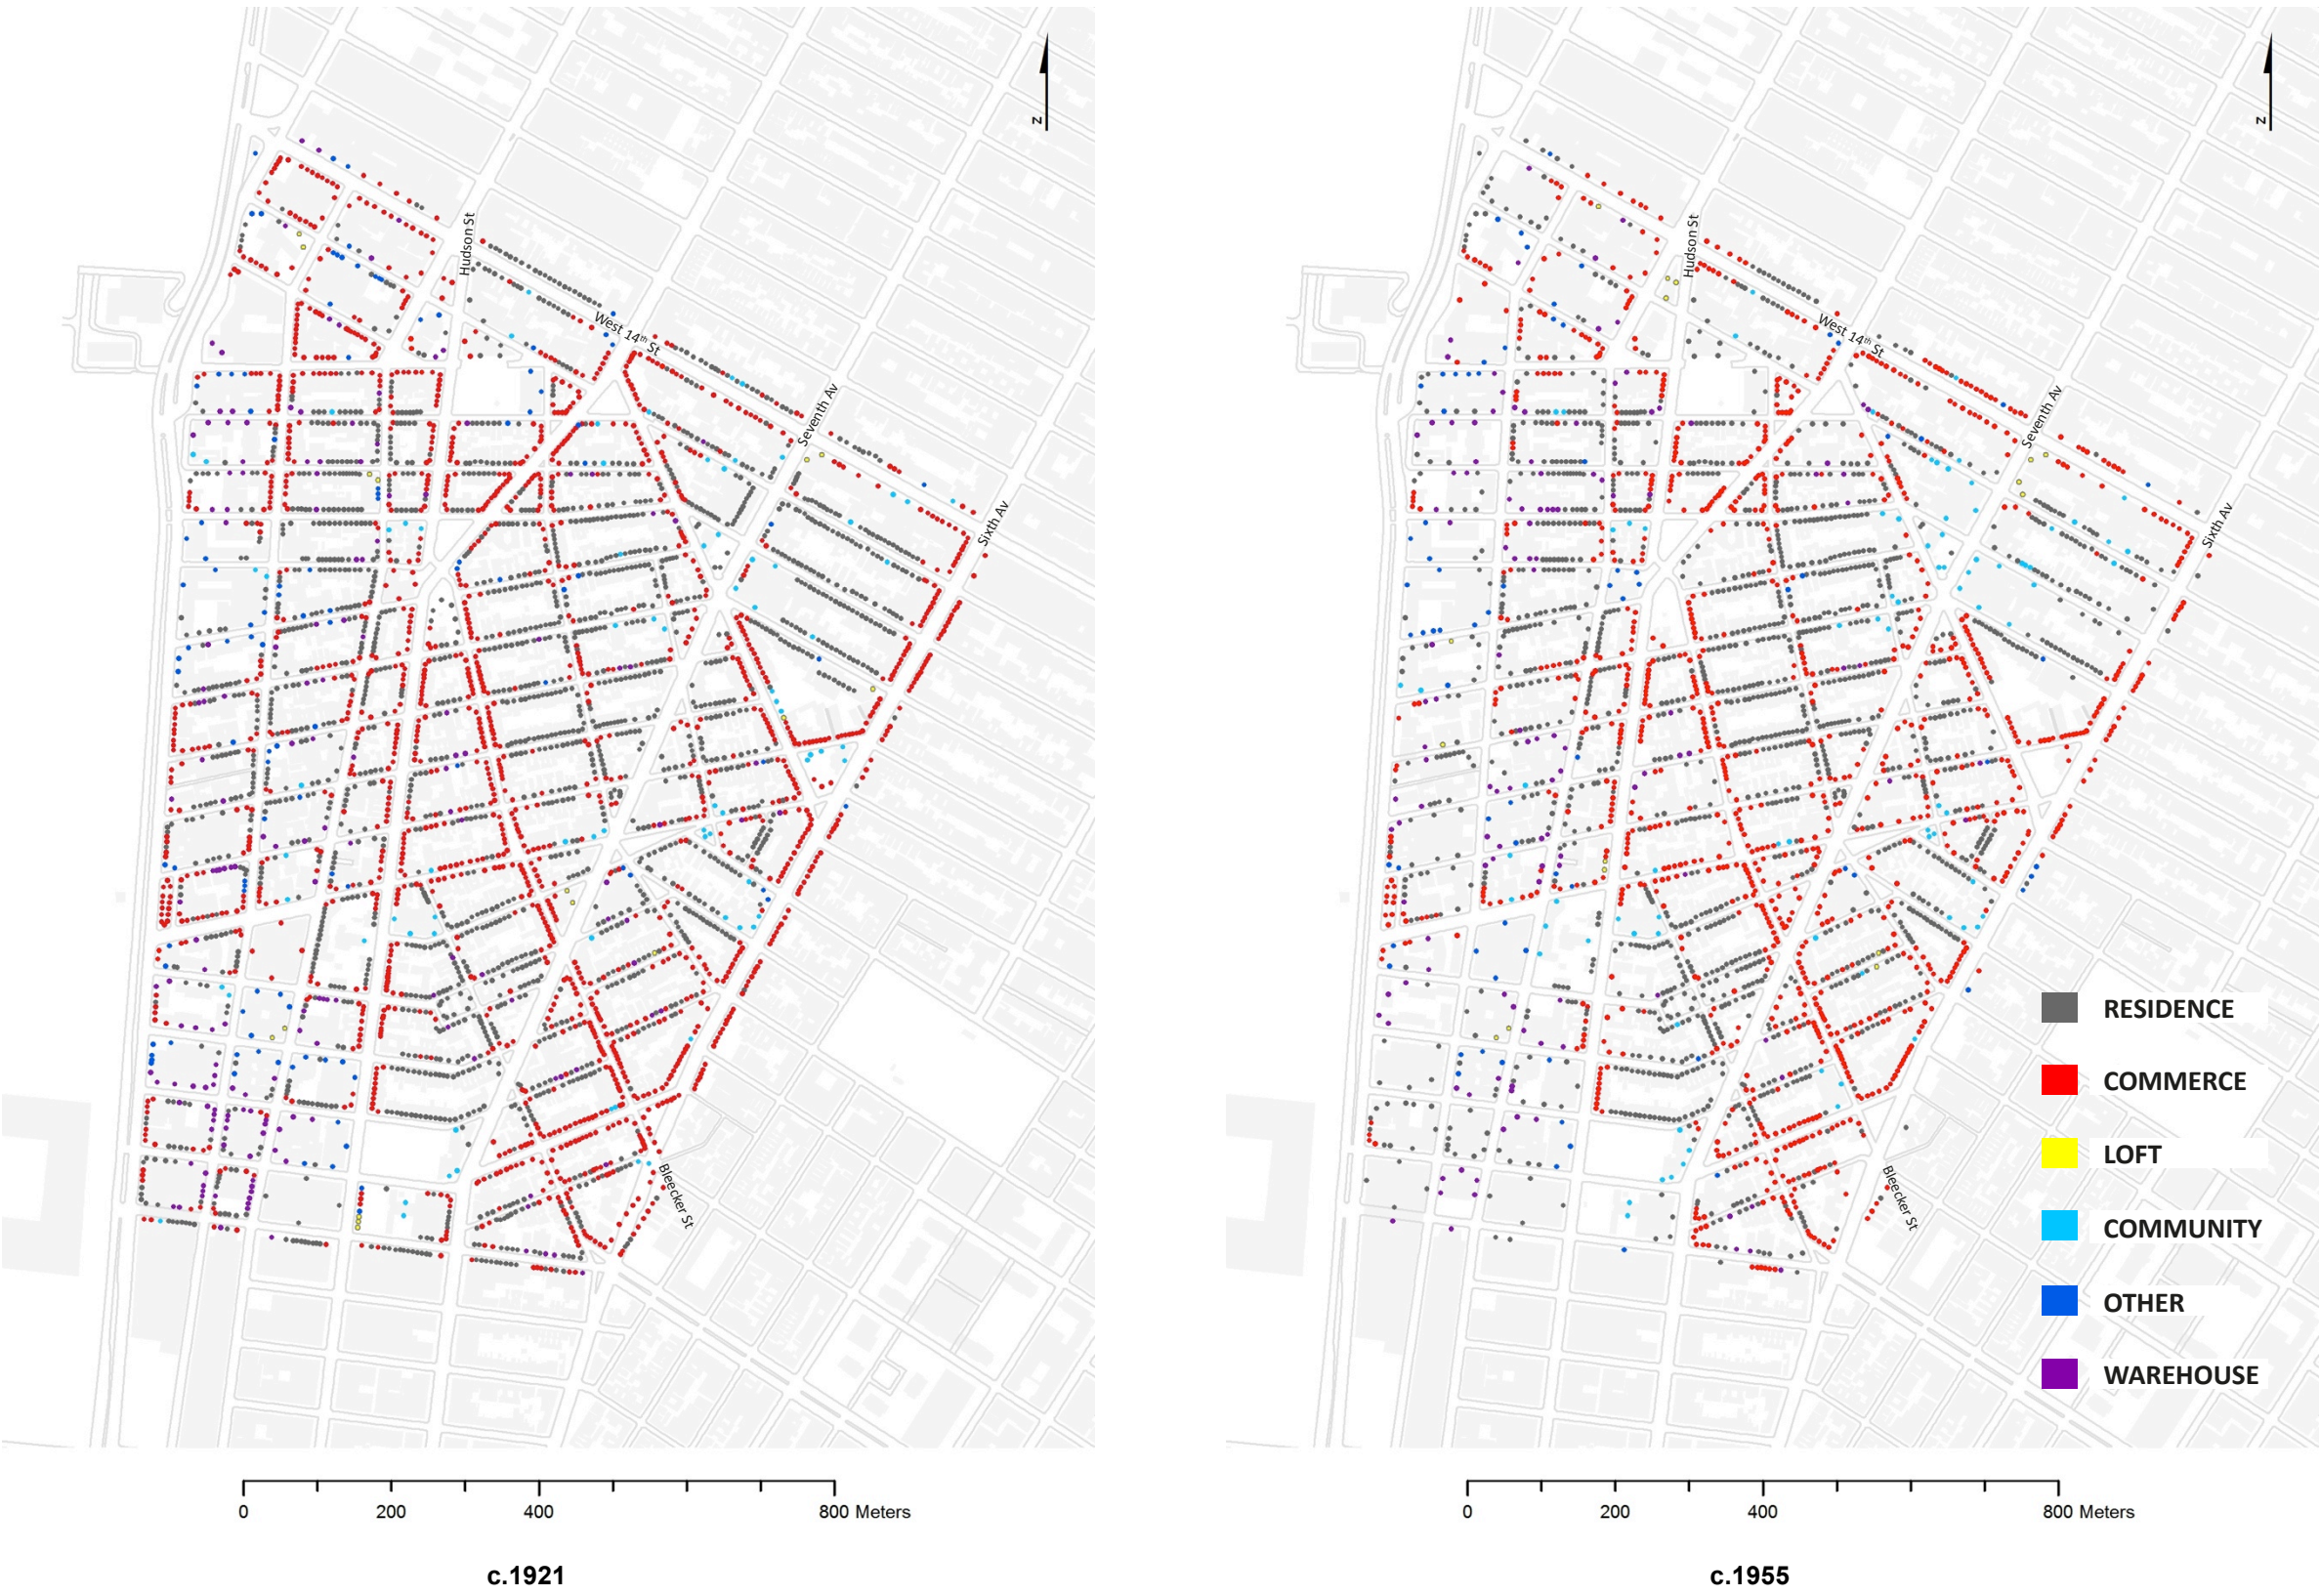 z
z
Hudson St
Hudson St
West 14th St
West 14th St
Seventh Av
Seventh Av
Sixth Av
Sixth Av
RESIDENCE
COMMERCE
LOFT
Bleecker St
Bleecker St
COMMUNITY
OTHER
WAREHOUSE
0 200 400 800 Meters
0 200 400 800 Meters
c.1921
c.1955